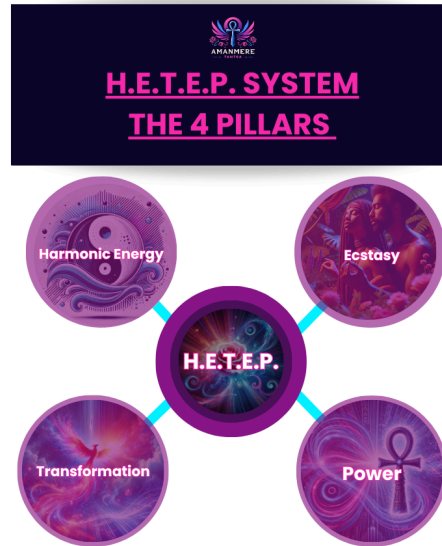 AMANMERE
TANTRA
H.E.T.E.P. SYSTEM
THE 4 PILLARS
Harmonic Energy
Ecstasy
H.E.T.E.P.
Transformation
Power